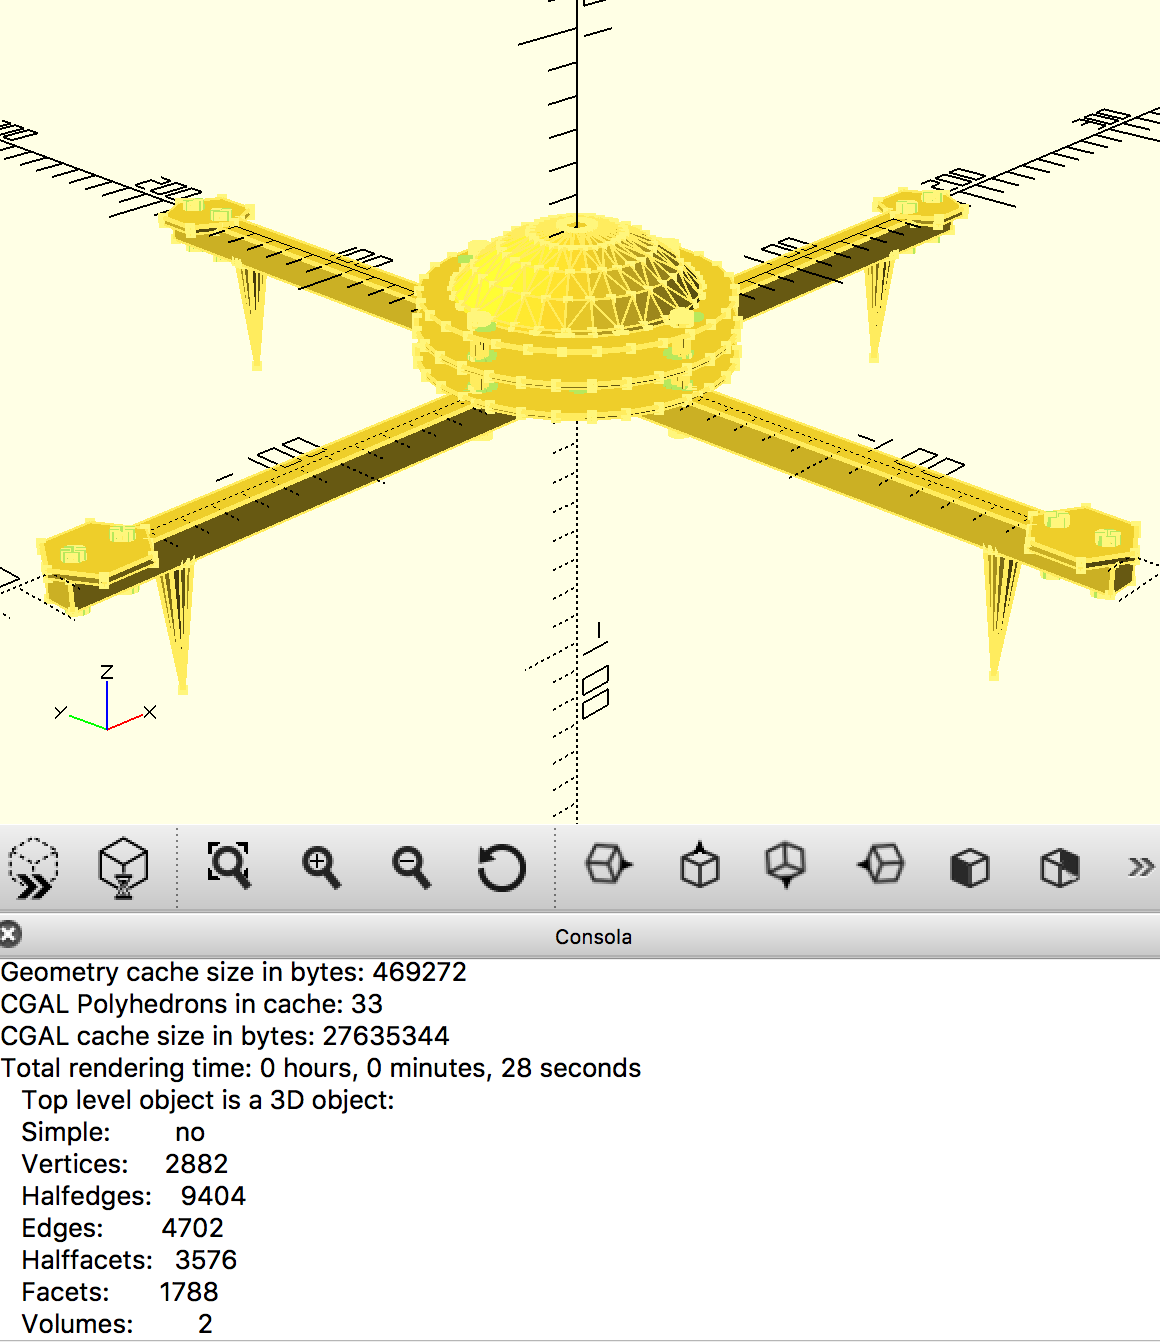 Z
Y
X
Consola
Geometry cache size in bytes: 469272
CGAL Polyhedrons in cache: 33
CGAL cache size in bytes: 27635344
Total rendering time: 0 hours, 0 minutes, 28 seconds
Top level object is a 3D object:
Simple: no
Vertices: 2882
Halfedges: 9404
Edges: 4702
Halffacets: 3576
Facets: 1788
Volumes: 2